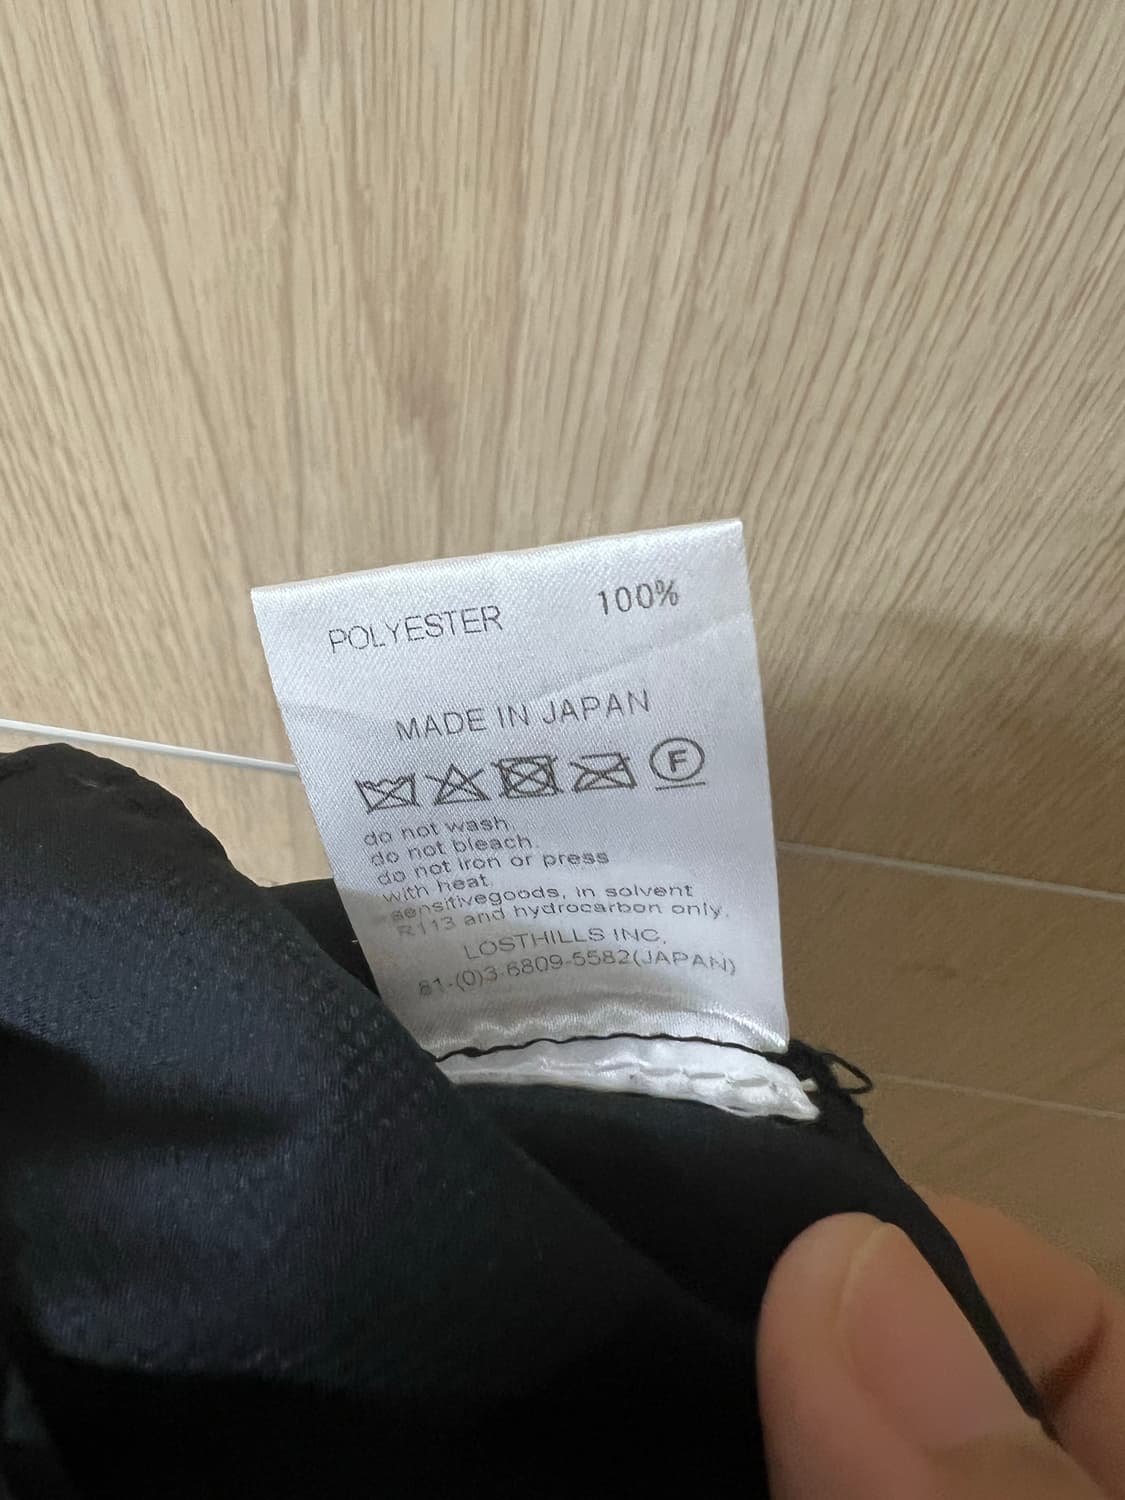 POLYESTER 100%
MADE IN JAPAN
F
do not wash.
do not bleach.
do not iron or press
with heat.
sensitivegoods, in solvent
R113 and hydrocarbon only.
LOSTHILLS INC.
81-(0)3-6809-5582(JAPAN)